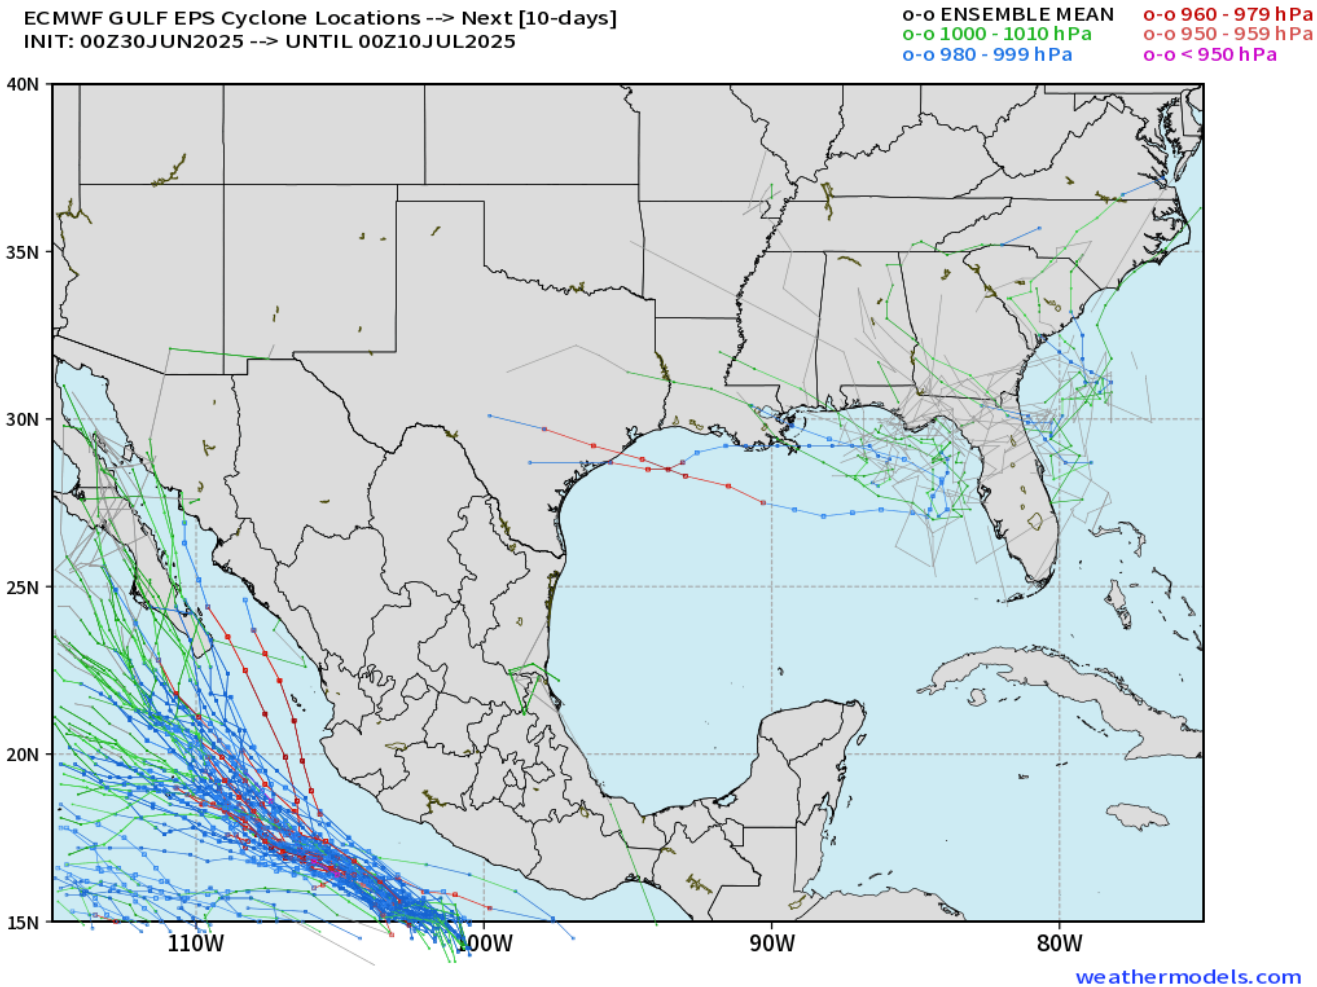 ECMWF GULF EPS Cyclone Locations --> Next [10-days]
INIT: 00Z30JUN2025 --> UNTIL 00Z10JUL2025
o-o ENSEMBLE MEAN
o-o 1000 - 1010 hPa
o-o 980 - 999 hPa
o-o 960 - 979 hPa
o-o 950 - 959 hPa
o-o < 950 hPa
40N
35N
30N
25N
20N
15N
110W
100W
90W
80W
weathermodels.com